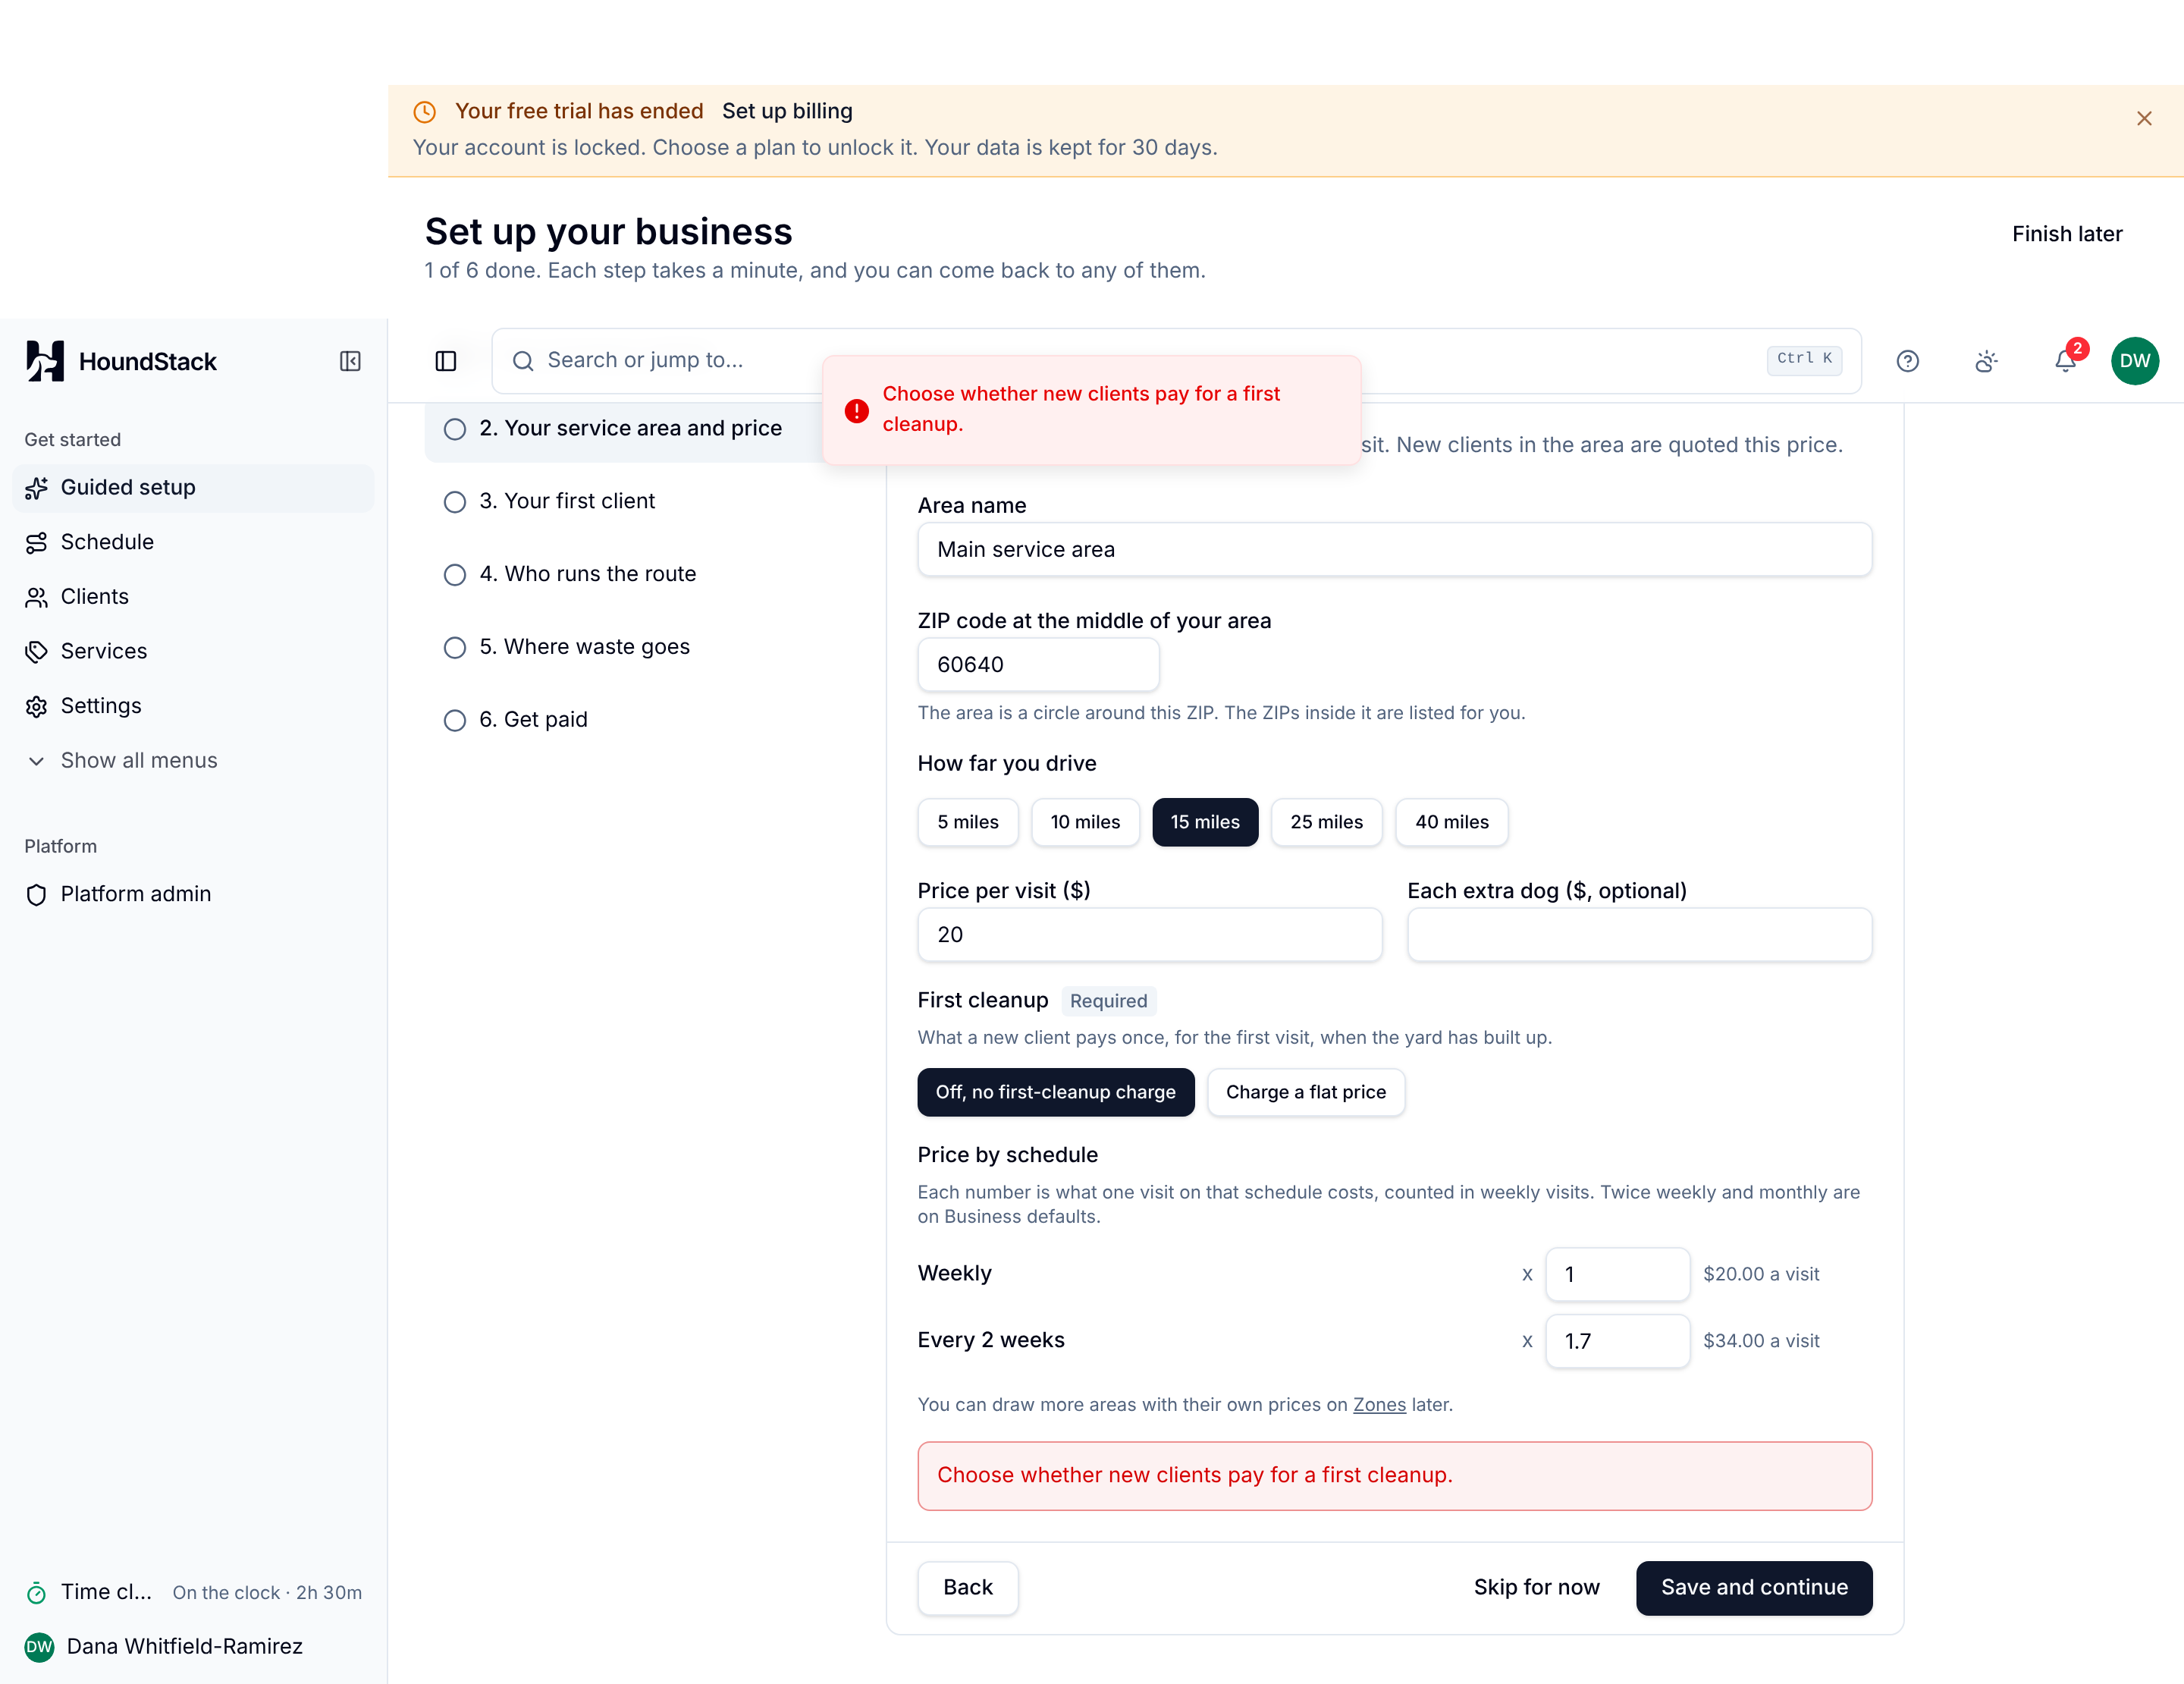 Your free trial has ended Set up billing
Your account is locked. Choose a plan to unlock it. Your data is kept for 30 days.
Set up your business
Finish later
1 of 6 done. Each step takes a minute, and you can come back to any of them.
HoundStack
Search or jump to...
Ctrl K
2
DW
Choose whether new clients pay for a first
cleanup.
Get started
Guided setup
Schedule
Clients
Services
Settings
Show all menus
Platform
Platform admin
Time cl... On the clock · 2h 30m
DW Dana Whitfield-Ramirez
2. Your service area and price
3. Your first client
4. Who runs the route
5. Where waste goes
6. Get paid
sit. New clients in the area are quoted this price.
Area name
Main service area
ZIP code at the middle of your area
60640
The area is a circle around this ZIP. The ZIPs inside it are listed for you.
How far you drive
5 miles 10 miles 15 miles 25 miles 40 miles
Price per visit ($) Each extra dog ($, optional)
20
First cleanup Required
What a new client pays once, for the first visit, when the yard has built up.
Off, no first-cleanup charge Charge a flat price
Price by schedule
Each number is what one visit on that schedule costs, counted in weekly visits. Twice weekly and monthly are
on Business defaults.
Weekly x 1 $20.00 a visit
Every 2 weeks x 1.7 $34.00 a visit
You can draw more areas with their own prices on Zones later.
Choose whether new clients pay for a first cleanup.
Back Skip for now Save and continue